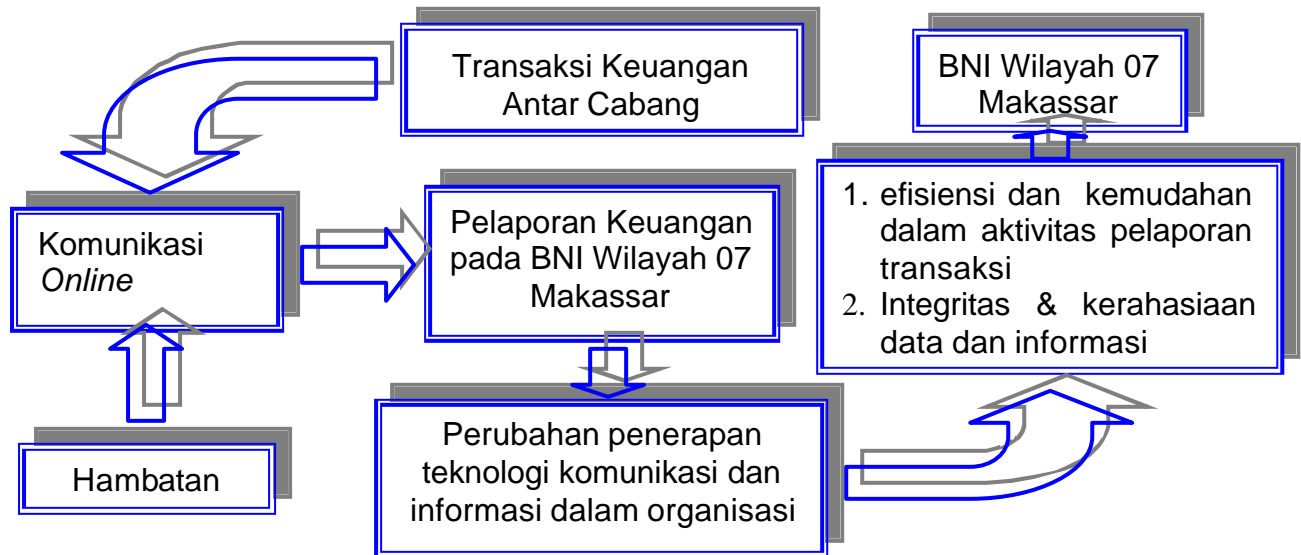 Transaksi Keuangan
Antar Cabang
BNI Wilayah 07
Makassar
Komunikasi
Online
Pelaporan Keuangan
pada BNI Wilayah 07
Makassar
1. efisiensi dan kemudahan
dalam aktivitas pelaporan
transaksi
2. Integritas & kerahasiaan
data dan informasi
Hambatan
Perubahan penerapan
teknologi komunikasi dan
informasi dalam organisasi